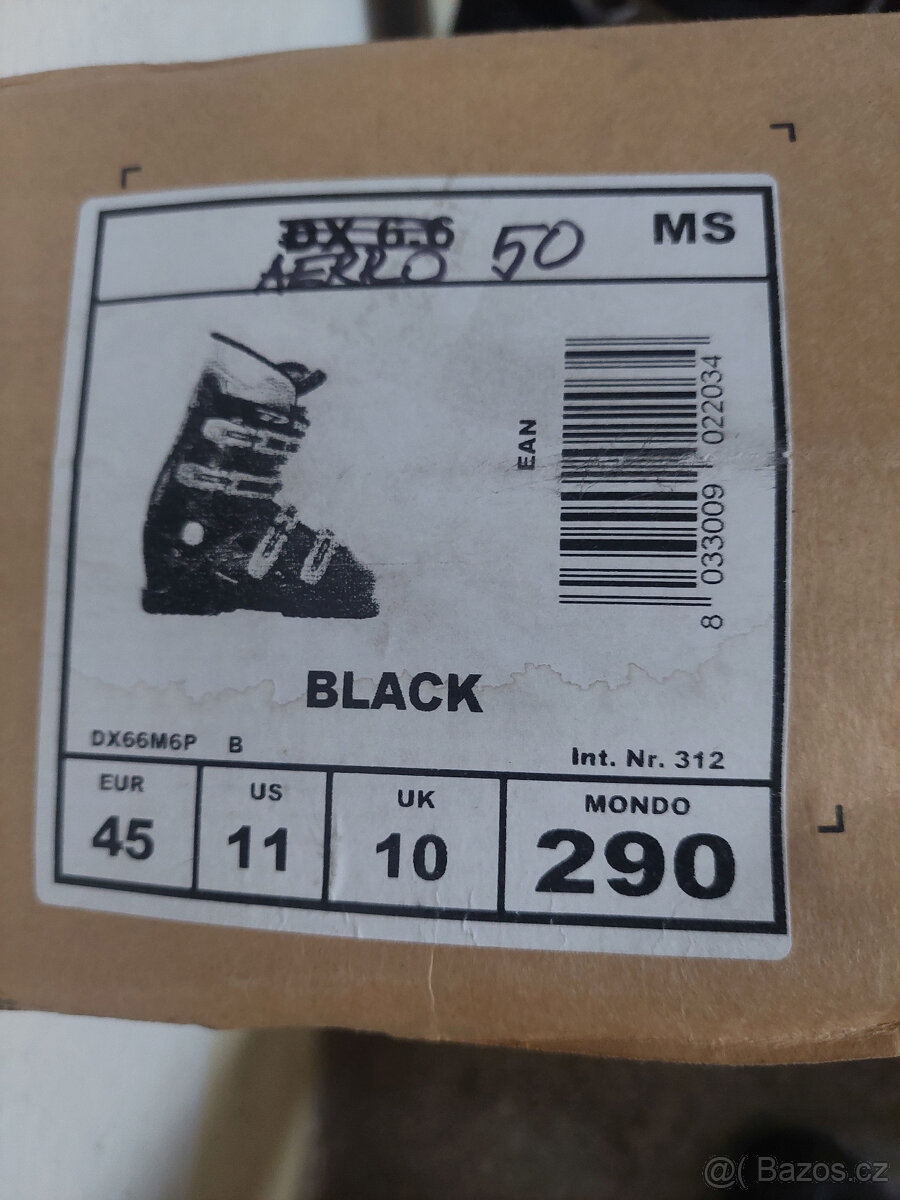 DX 6.6
AERRO 50
MS
EAN
8 033009 022034
BLACK
DX66M6P B
Int. Nr. 312
EUR
45
US
11
UK
10
MONDO
290
@( Bazos.cz